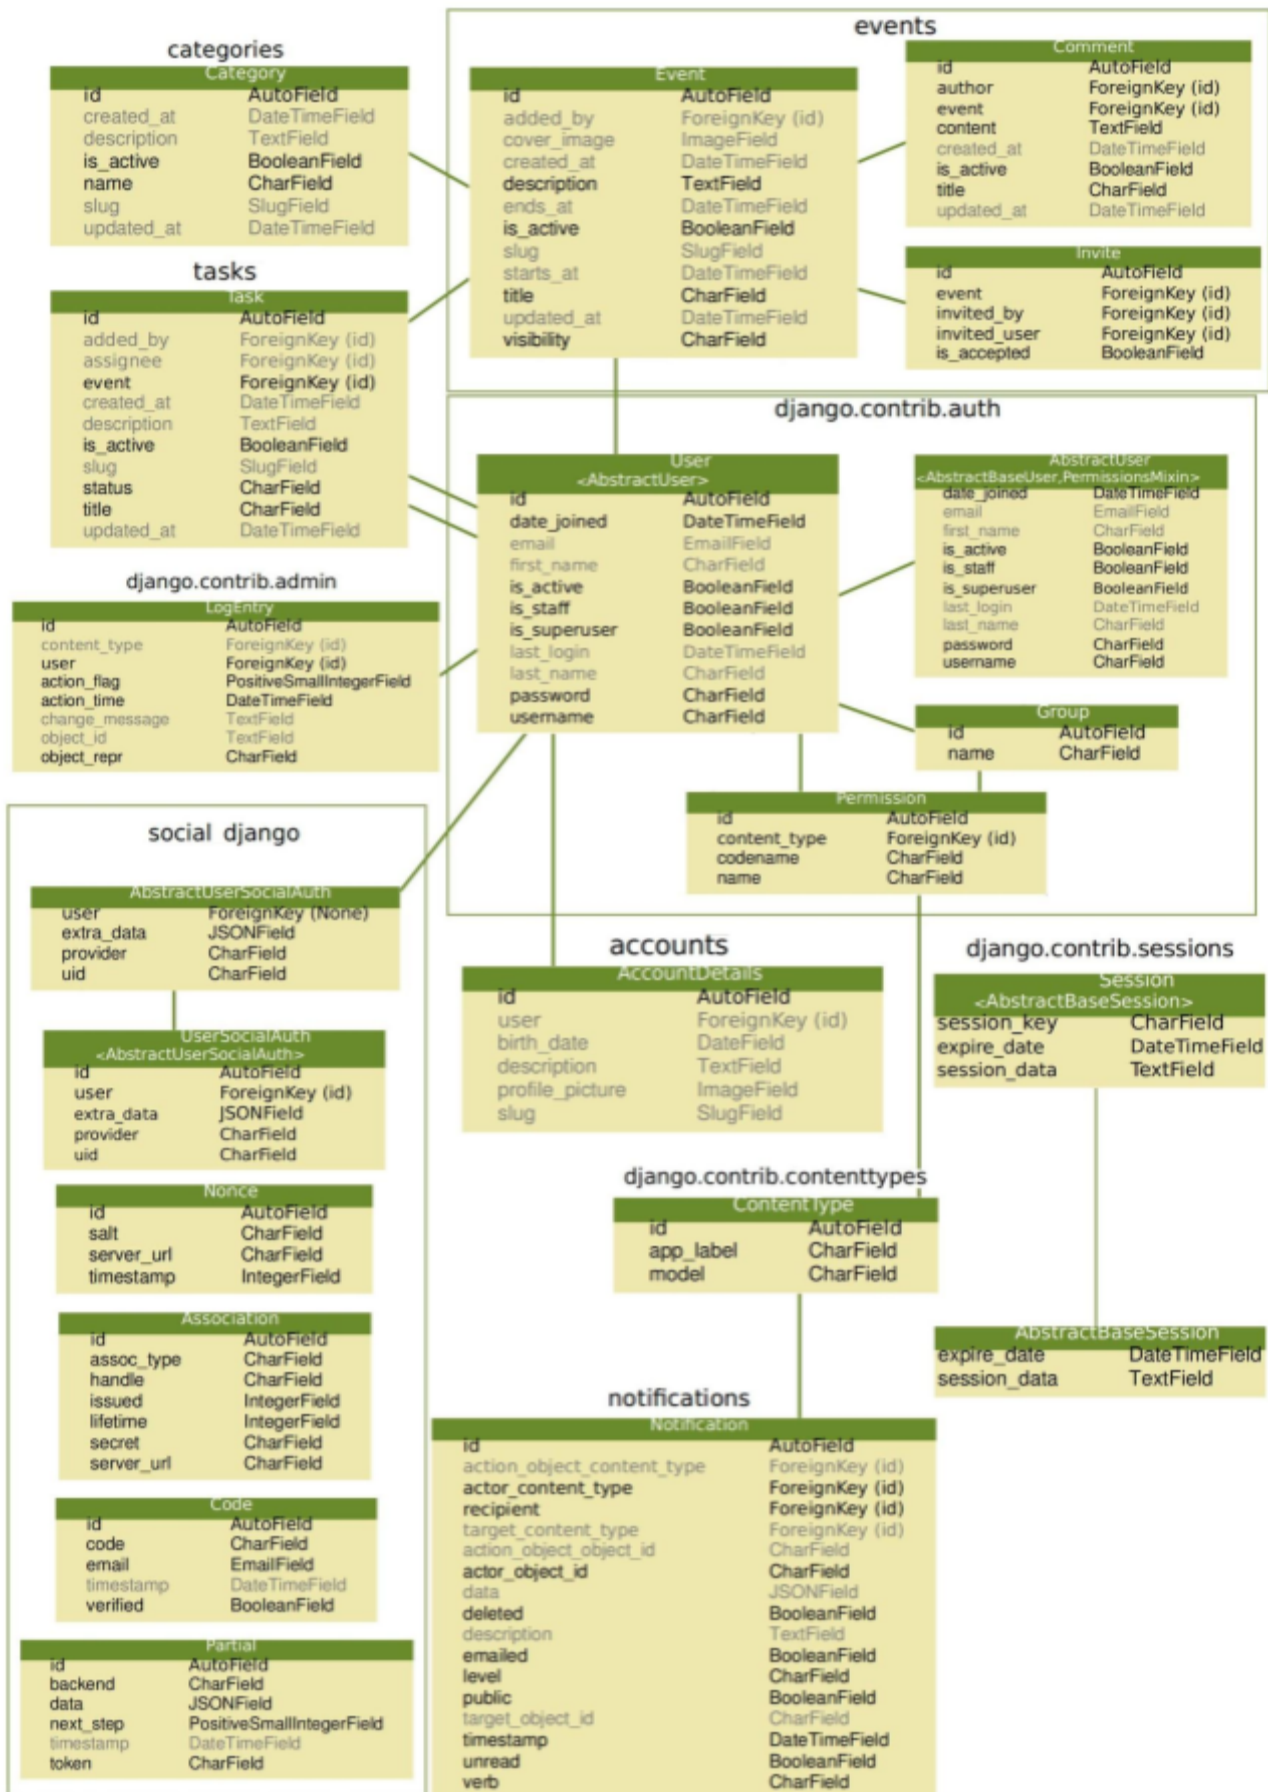 categories
Category
id AutoField
created_at DateTimeField
description TextField
is_active BooleanField
name CharField
slug SlugField
updated_at DateTimeField
tasks
Task
id AutoField
added_by ForeignKey (id)
assignee ForeignKey (id)
event ForeignKey (id)
created_at DateTimeField
description TextField
is_active BooleanField
slug SlugField
status CharField
title CharField
updated_at DateTimeField
django.contrib.admin
LogEntry
id AutoField
content_type ForeignKey (id)
user ForeignKey (id)
action_flag PositiveSmallIntegerField
action_time DateTimeField
change_message TextField
object_id TextField
object_repr CharField
events
Event
id AutoField
added_by ForeignKey (id)
cover_image ImageField
created_at DateTimeField
description TextField
ends_at DateTimeField
is_active BooleanField
slug SlugField
starts_at DateTimeField
title CharField
updated_at DateTimeField
visibility CharField
Comment
id AutoField
author ForeignKey (id)
event ForeignKey (id)
content TextField
created_at DateTimeField
is_active BooleanField
title CharField
updated_at DateTimeField
Invite
id AutoField
event ForeignKey (id)
invited_by ForeignKey (id)
invited_user ForeignKey (id)
is_accepted BooleanField
django.contrib.auth
User
<AbstractUser>
id AutoField
date_joined DateTimeField
email EmailField
first_name CharField
is_active BooleanField
is_staff BooleanField
is_superuser BooleanField
last_login DateTimeField
last_name CharField
password CharField
username CharField
AbstractUser
<AbstractBaseUser,PermissionsMixin>
date_joined DateTimeField
email EmailField
first_name CharField
is_active BooleanField
is_staff BooleanField
is_superuser BooleanField
last_login DateTimeField
last_name CharField
password CharField
username CharField
Group
id AutoField
name CharField
Permission
id AutoField
content_type ForeignKey (id)
codename CharField
name CharField
social django
AbstractUserSocialAuth
user ForeignKey (None)
extra_data JSONField
provider CharField
uid CharField
UserSocialAuth
<AbstractUserSocialAuth>
id AutoField
user ForeignKey (id)
extra_data JSONField
provider CharField
uid CharField
Nonce
id AutoField
salt CharField
server_url CharField
timestamp IntegerField
Association
id AutoField
assoc_type CharField
handle CharField
issued IntegerField
lifetime IntegerField
secret CharField
server_url CharField
Code
id AutoField
code CharField
email EmailField
timestamp DateTimeField
verified BooleanField
Partial
id AutoField
backend CharField
data JSONField
next_step PositiveSmallIntegerField
timestamp DateTimeField
token CharField
accounts
AccountDetails
id AutoField
user ForeignKey (id)
birth_date DateField
description TextField
profile_picture ImageField
slug SlugField
django.contrib.sessions
Session
<AbstractBaseSession>
session_key CharField
expire_date DateTimeField
session_data TextField
django.contrib.contenttypes
ContentType
id AutoField
app_label CharField
model CharField
AbstractBaseSession
expire_date DateTimeField
session_data TextField
notifications
Notification
id AutoField
action_object_content_type ForeignKey (id)
actor_content_type ForeignKey (id)
recipient ForeignKey (id)
target_content_type ForeignKey (id)
action_object_object_id CharField
actor_object_id CharField
data JSONField
deleted BooleanField
description TextField
emailed BooleanField
level CharField
public BooleanField
target_object_id CharField
timestamp DateTimeField
unread BooleanField
verb CharField